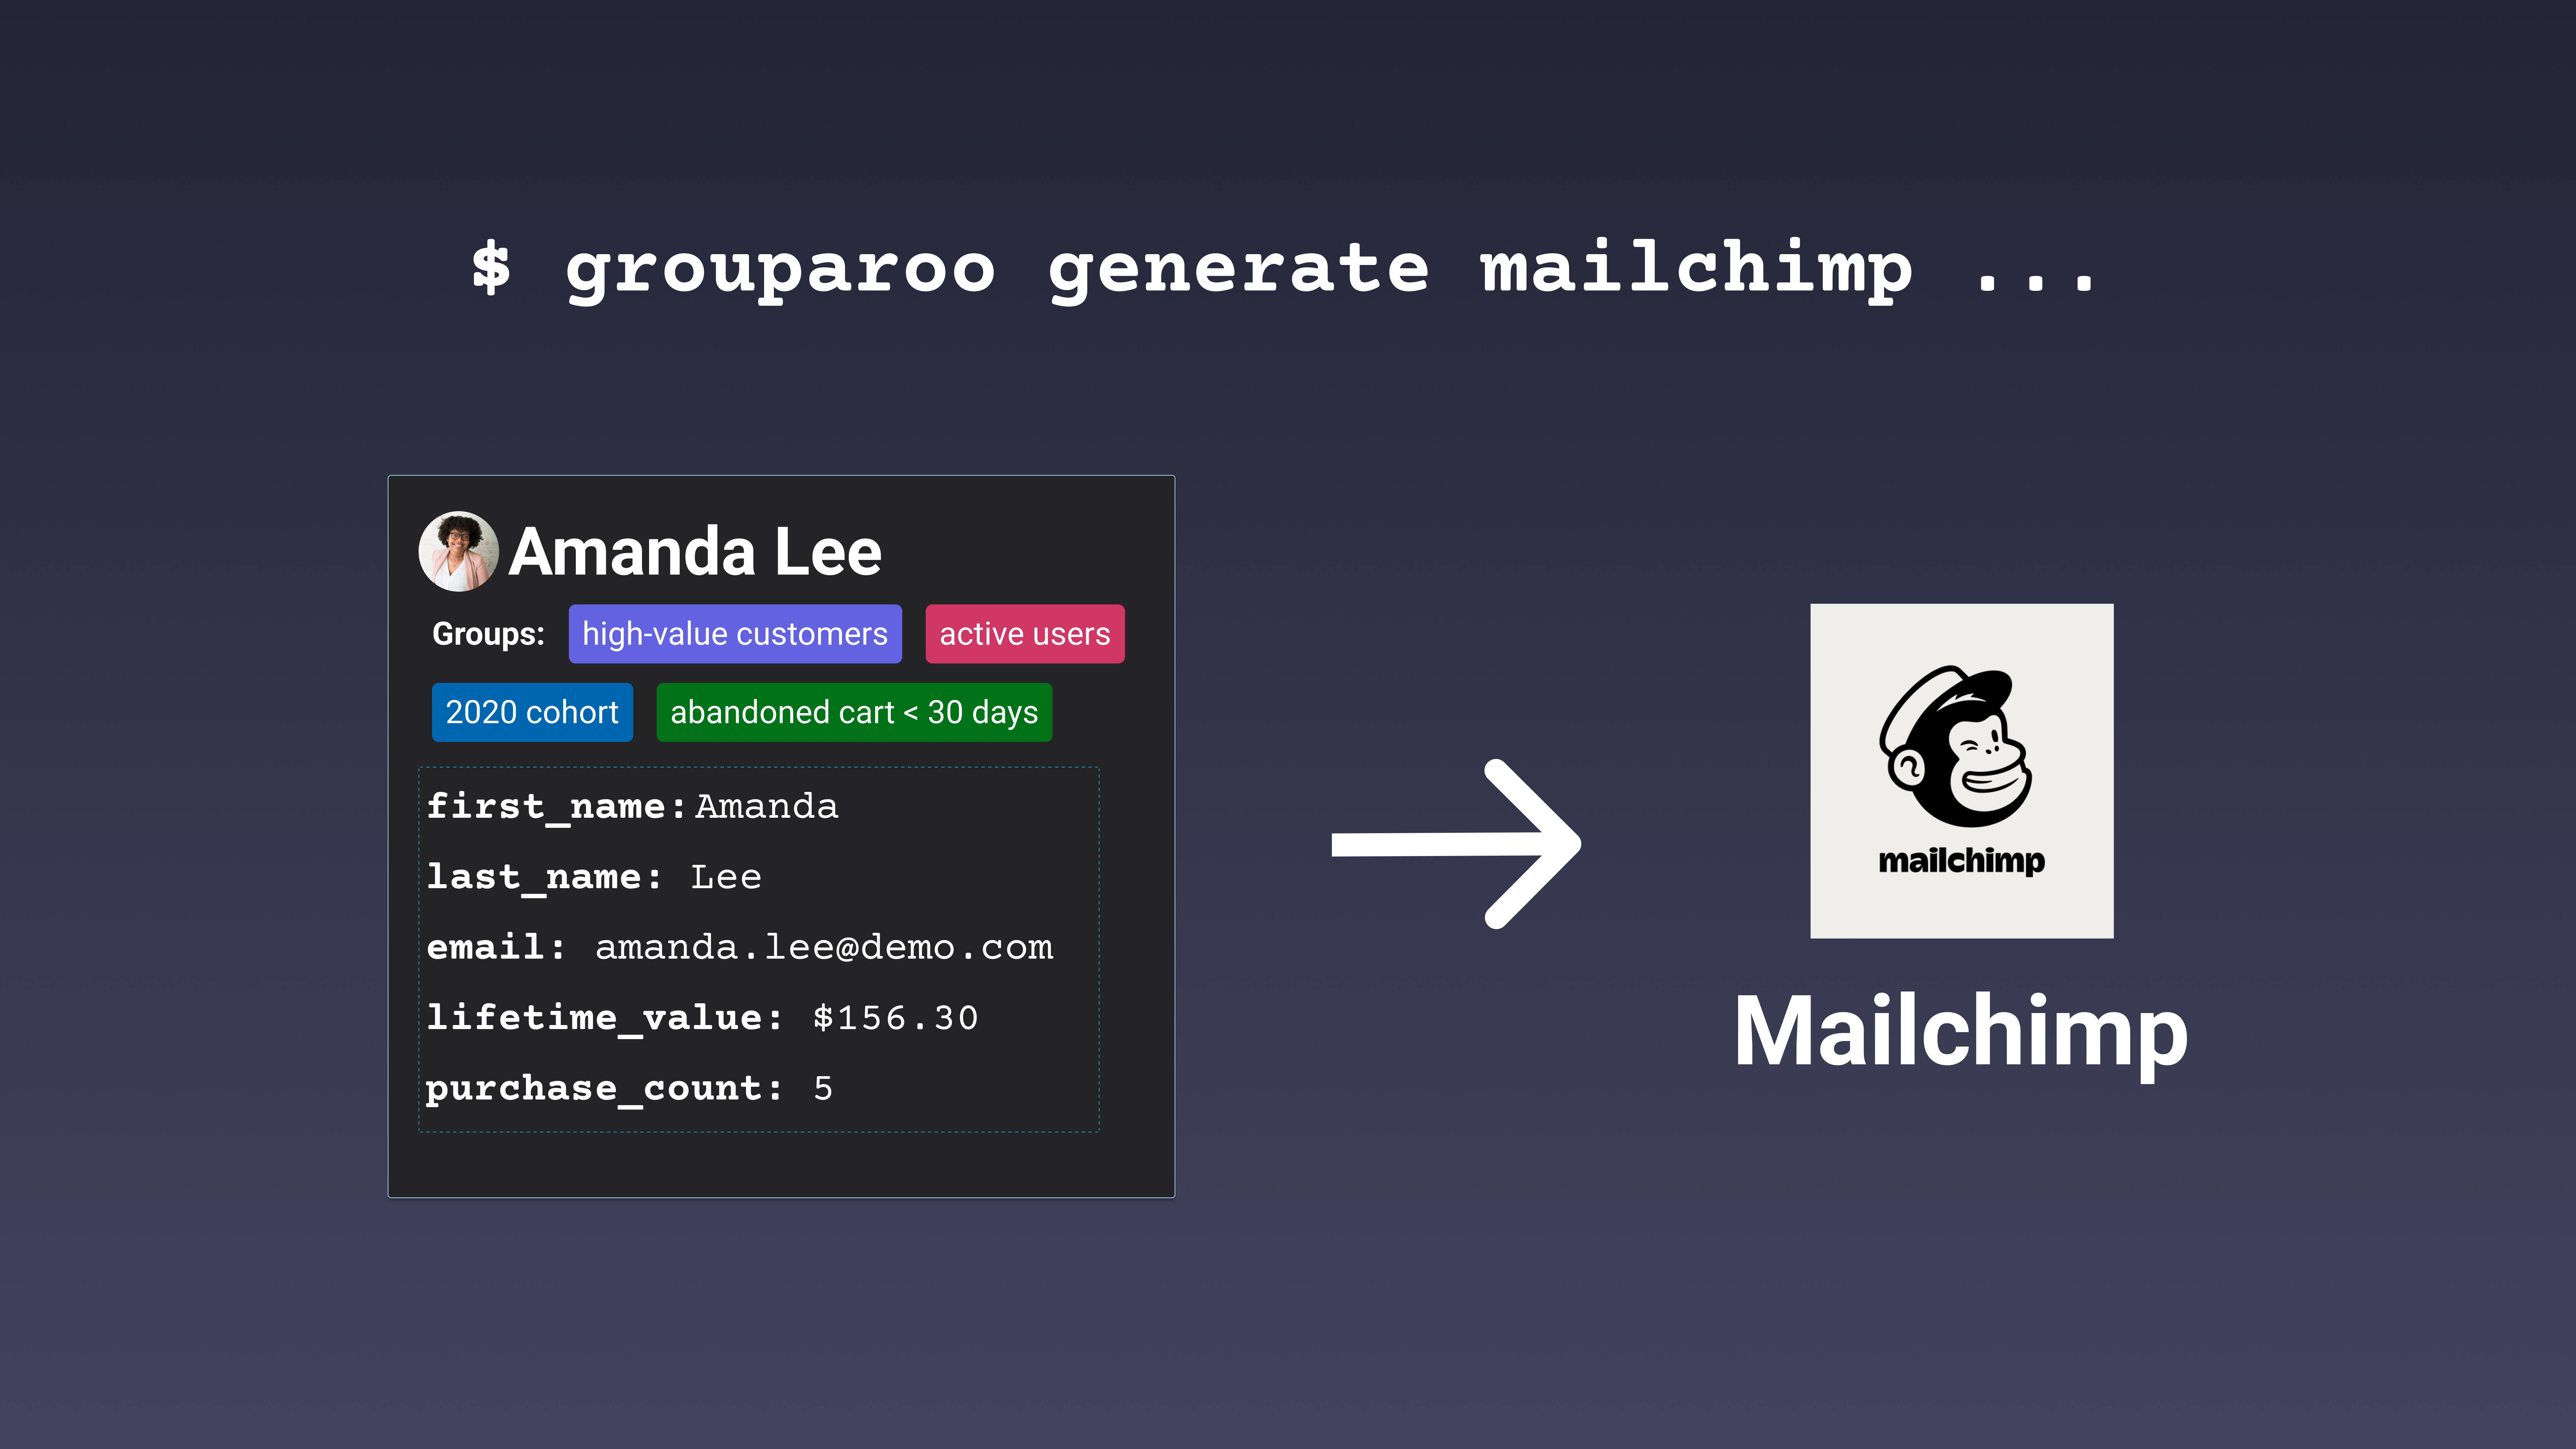 $ grouparoo generate mailchimp ...
Amanda Lee
Groups: high-value customers active users
2020 cohort abandoned cart < 30 days
first_name: Amanda
last_name: Lee
email: amanda.lee@demo.com
lifetime_value: $156.30
purchase_count: 5
mailchimp
Mailchimp